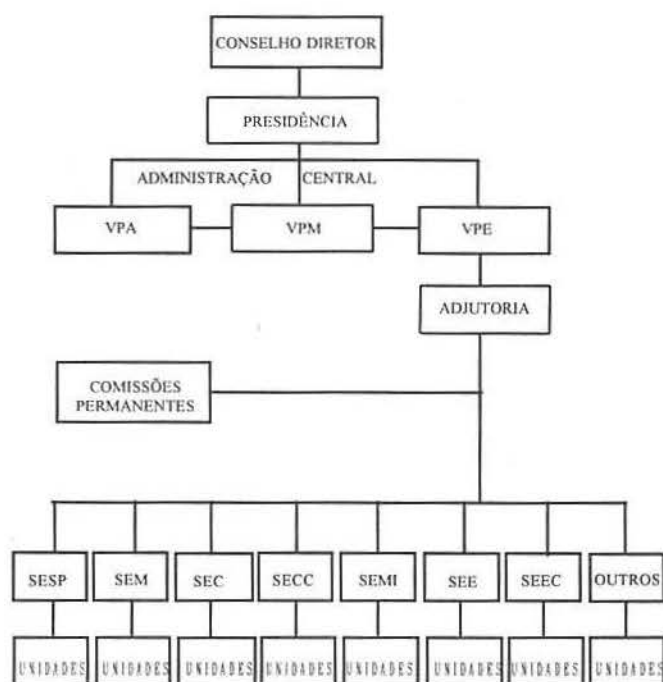 CONSELHO DIRETOR
PRESIDÊNCIA
ADMINISTRAÇÃO CENTRAL
VPA VPM VPE
ADJUTORIA
COMISSÕES
PERMANENTES
SESP SEM SEC SECC SEMI SEE SEEC OUTROS
UNIDADES UNIDADES UNIDADES UNIDADES UNIDADES UNIDADES UNIDADES UNIDADES